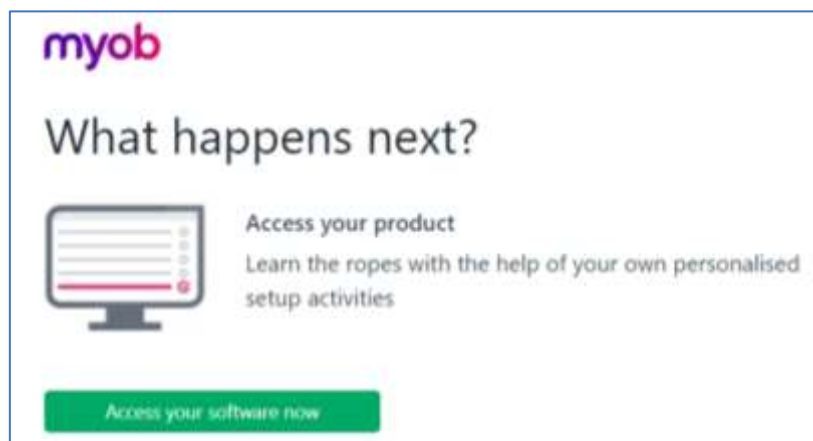 myob
What happens next?
Access your product
Learn the ropes with the help of your own personalised
setup activities
Access your software now